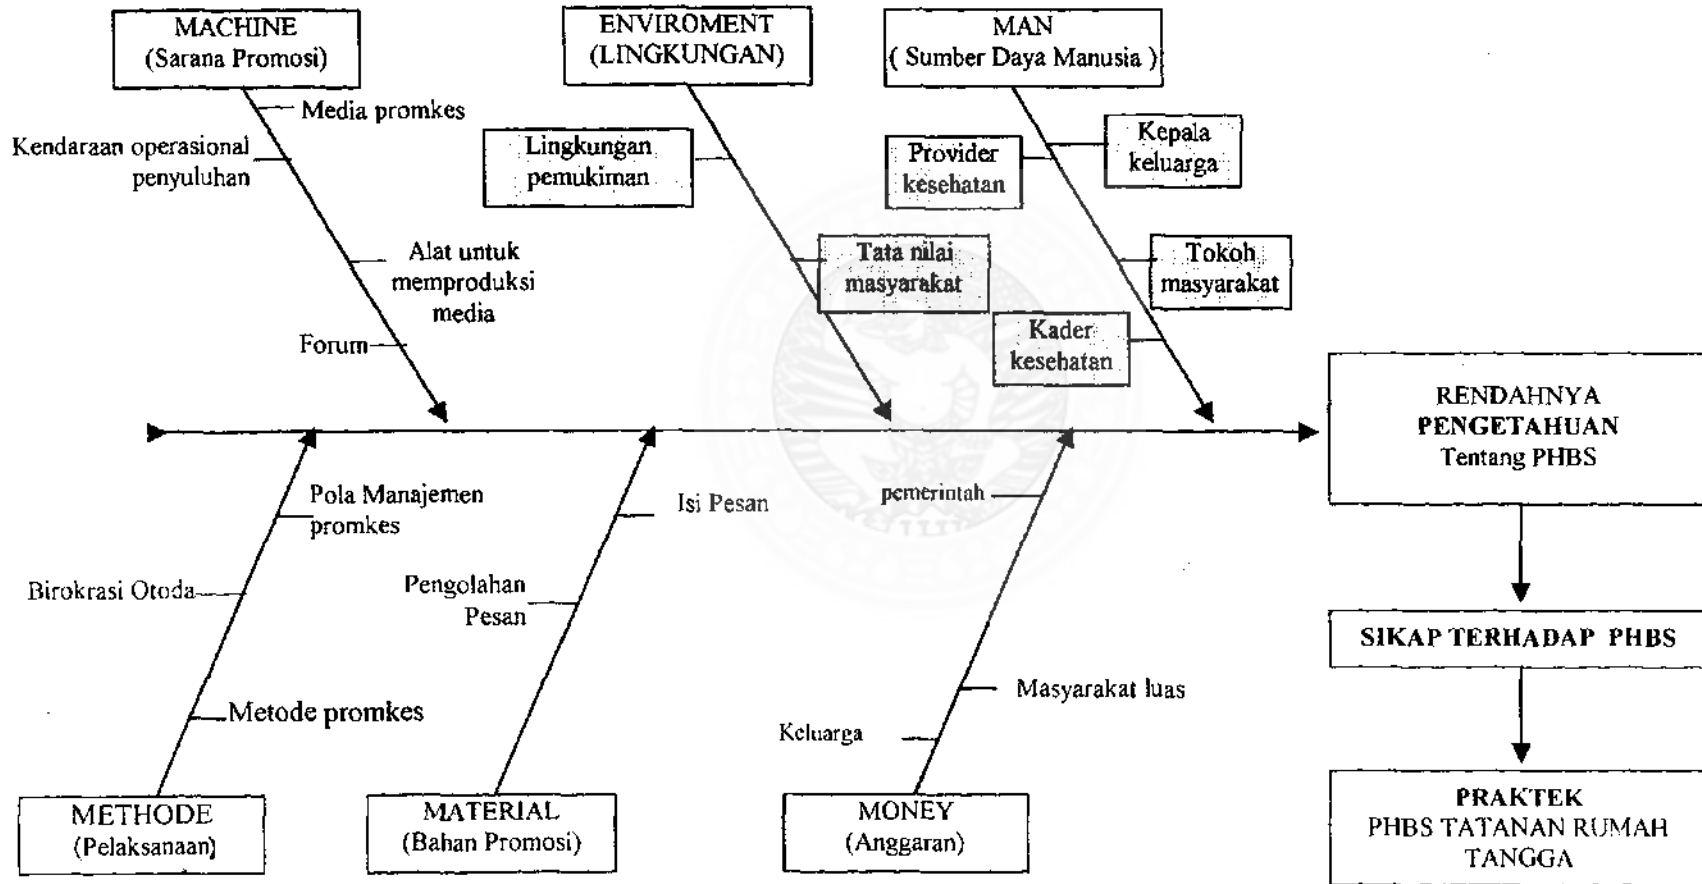 MACHINE
(Sarana Promosi)
ENVIROMENT
(LINGKUNGAN)
MAN
( Sumber Daya Manusia )
Media promkes
Kendaraan operasional
penyuluhan
Alat untuk
memproduksi
media
Forum
Lingkungan
pemukiman
Tata nilai
masyarakat
Provider
kesehatan
Kepala
keluarga
Tokoh
masyarakat
Kader
kesehatan
RENDAHNYA
PENGETAHUAN
Tentang PHBS
Pola Manajemen
promkes
Birokrasi Otoda
Metode promkes
Isi Pesan
Pengolahan
Pesan
pemerintah
Masyarakat luas
Keluarga
SIKAP TERHADAP PHBS
METHODE
(Pelaksanaan)
MATERIAL
(Bahan Promosi)
MONEY
(Anggaran)
PRAKTEK
PHBS TATANAN RUMAH
TANGGA